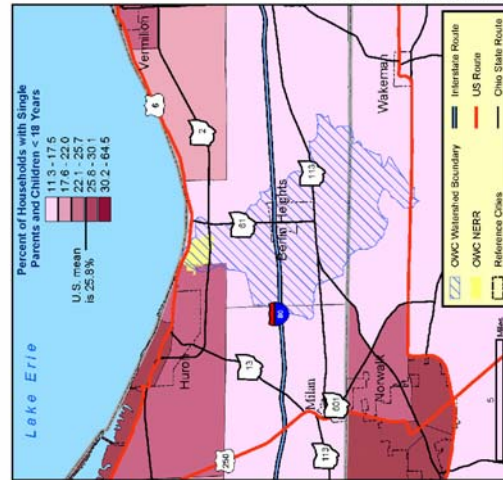 Lake Erie
Percent of Households with Single
Parents and Children < 18 Years
11.3 - 17.5
17.6 - 22.0
22.1 - 25.7
25.8 - 30.1
30.2 - 64.5
U.S. mean
is 25.8%
Vermilion
6
2
61
Huron
13
Berlin Heights
113
80
Milan
250
113
601
Norwalk
Wakeman
5
Miles
OWC Watershed Boundary
OWC NERR
Reference Cities
Interstate Route
US Route
Ohio State Route